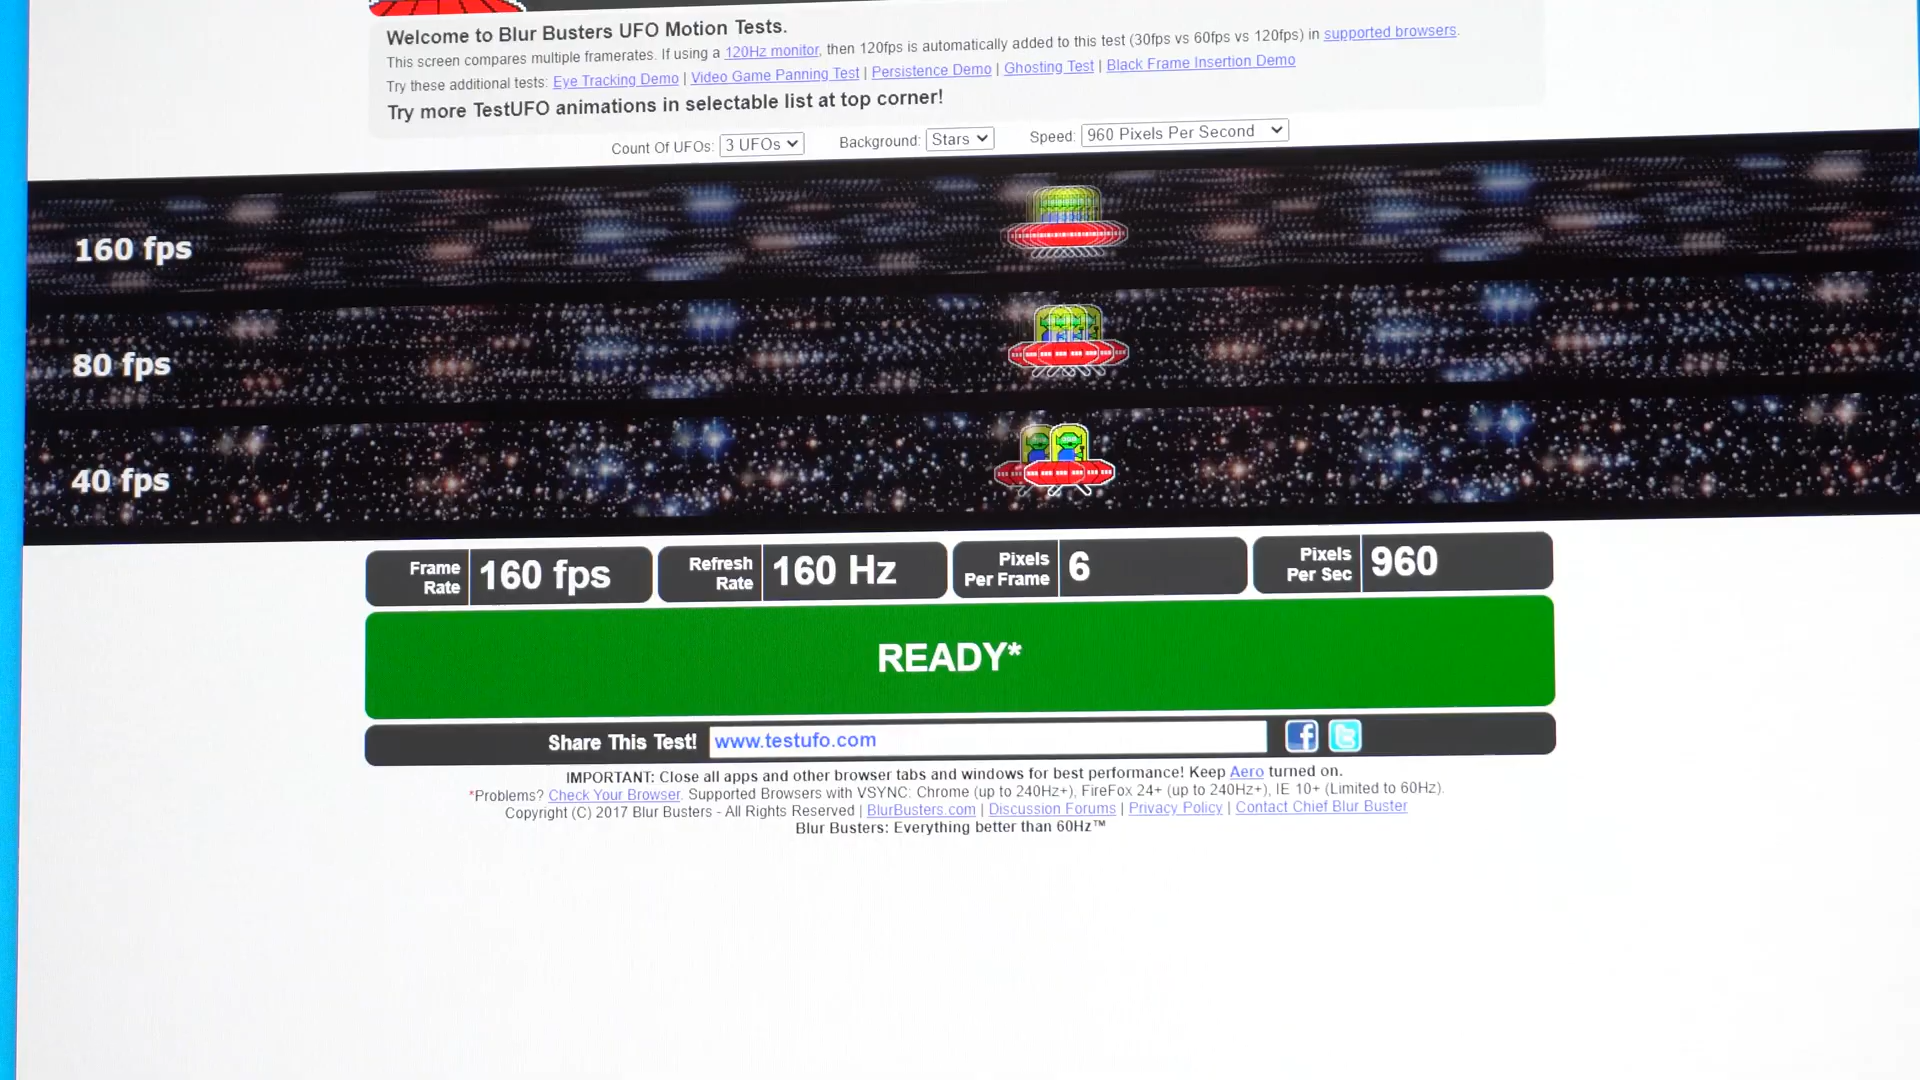 Welcome to Blur Busters UFO Motion Tests.
This screen compares multiple framerates. If using a 120Hz monitor, then 120fps is automatically added to this test (30fps vs 60fps vs 120fps) in supported browsers.
Try these additional tests: Eye Tracking Demo | Video Game Panning Test | Persistence Demo | Ghosting Test | Black Frame Insertion Demo
Try more TestUFO animations in selectable list at top corner!
Count Of UFOs: 3 UFOs Background: Stars Speed: 960 Pixels Per Second
160 fps
80 fps
40 fps
Frame Rate 160 fps Refresh Rate 160 Hz Pixels Per Frame 6 Pixels Per Sec 960
READY*
Share This Test! www.testufo.com
IMPORTANT: Close all apps and other browser tabs and windows for best performance! Keep Aero turned on.
*Problems? Check Your Browser. Supported Browsers with VSYNC: Chrome (up to 240Hz+), FireFox 24+ (up to 240Hz+), IE 10+ (Limited to 60Hz).
Copyright (C) 2017 Blur Busters - All Rights Reserved | BlurBusters.com | Discussion Forums | Privacy Policy | Contact Chief Blur Buster
Blur Busters: Everything better than 60Hz™